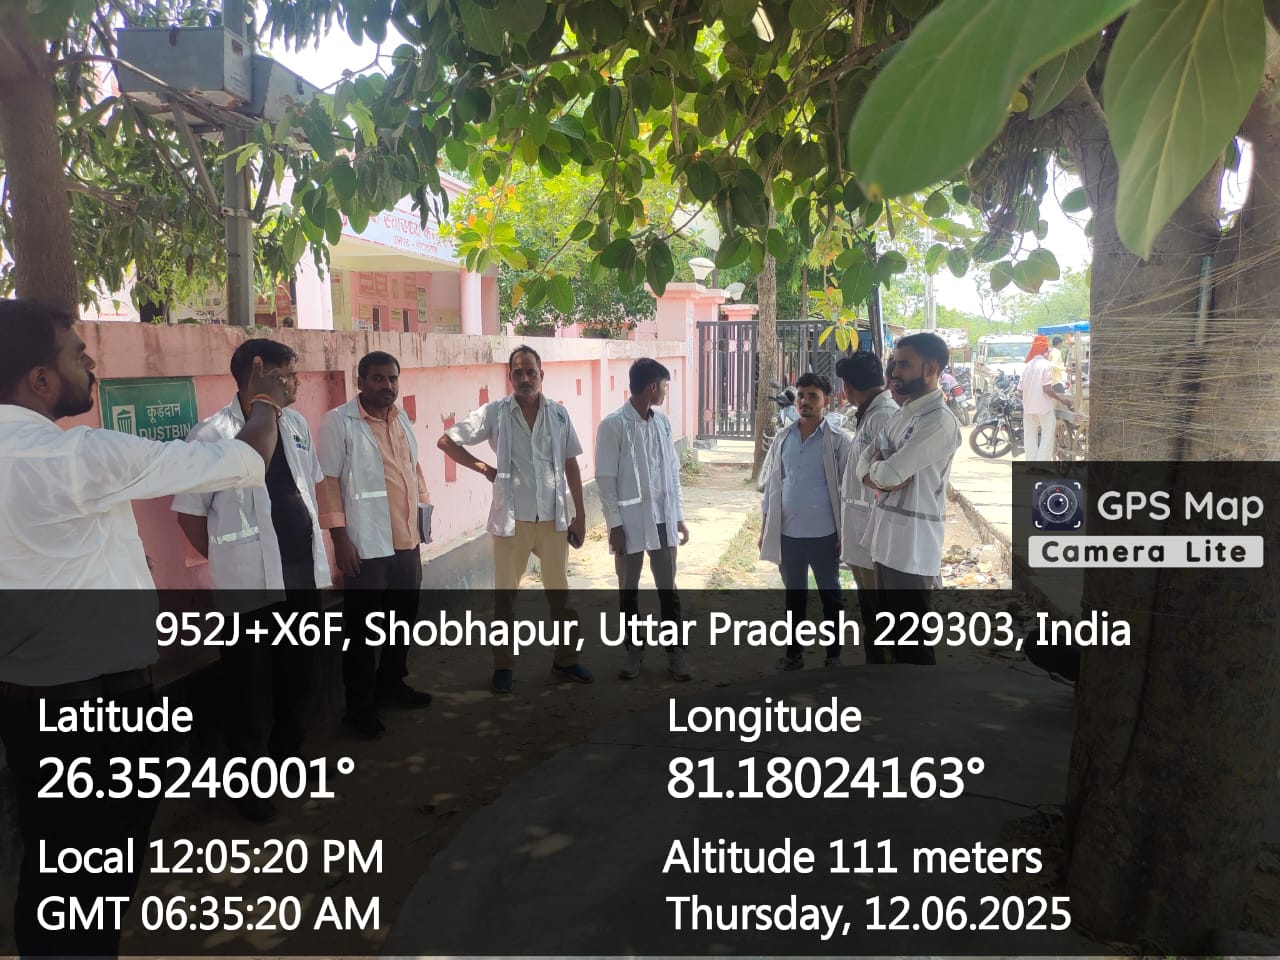 स्वास्थ्य
कूडेदान
DUSTBIN
GPS Map
Camera Lite
952J+X6F, Shobhapur, Uttar Pradesh 229303, India
Latitude
26.35246001°
Longitude
81.18024163°
Local 12:05:20 PM
GMT 06:35:20 AM
Altitude 111 meters
Thursday, 12.06.2025